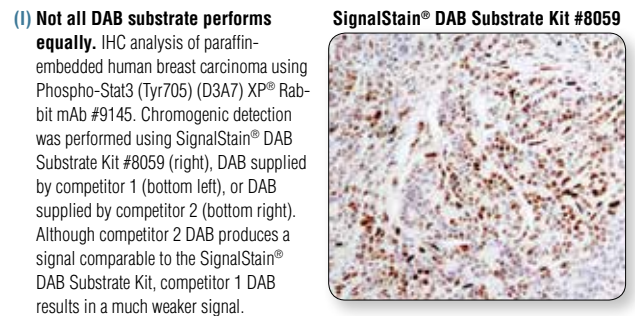 (I) Not all DAB substrate performs
equally. IHC analysis of paraffin-
embedded human breast carcinoma using
Phospho-Stat3 (Tyr705) (D3A7) XP® Rab-
bit mAb #9145. Chromogenic detection
was performed using SignalStain® DAB
Substrate Kit #8059 (right), DAB supplied
by competitor 1 (bottom left), or DAB
supplied by competitor 2 (bottom right).
Although competitor 2 DAB produces a
signal comparable to the SignalStain®
DAB Substrate Kit, competitor 1 DAB
results in a much weaker signal.
SignalStain® DAB Substrate Kit #8059